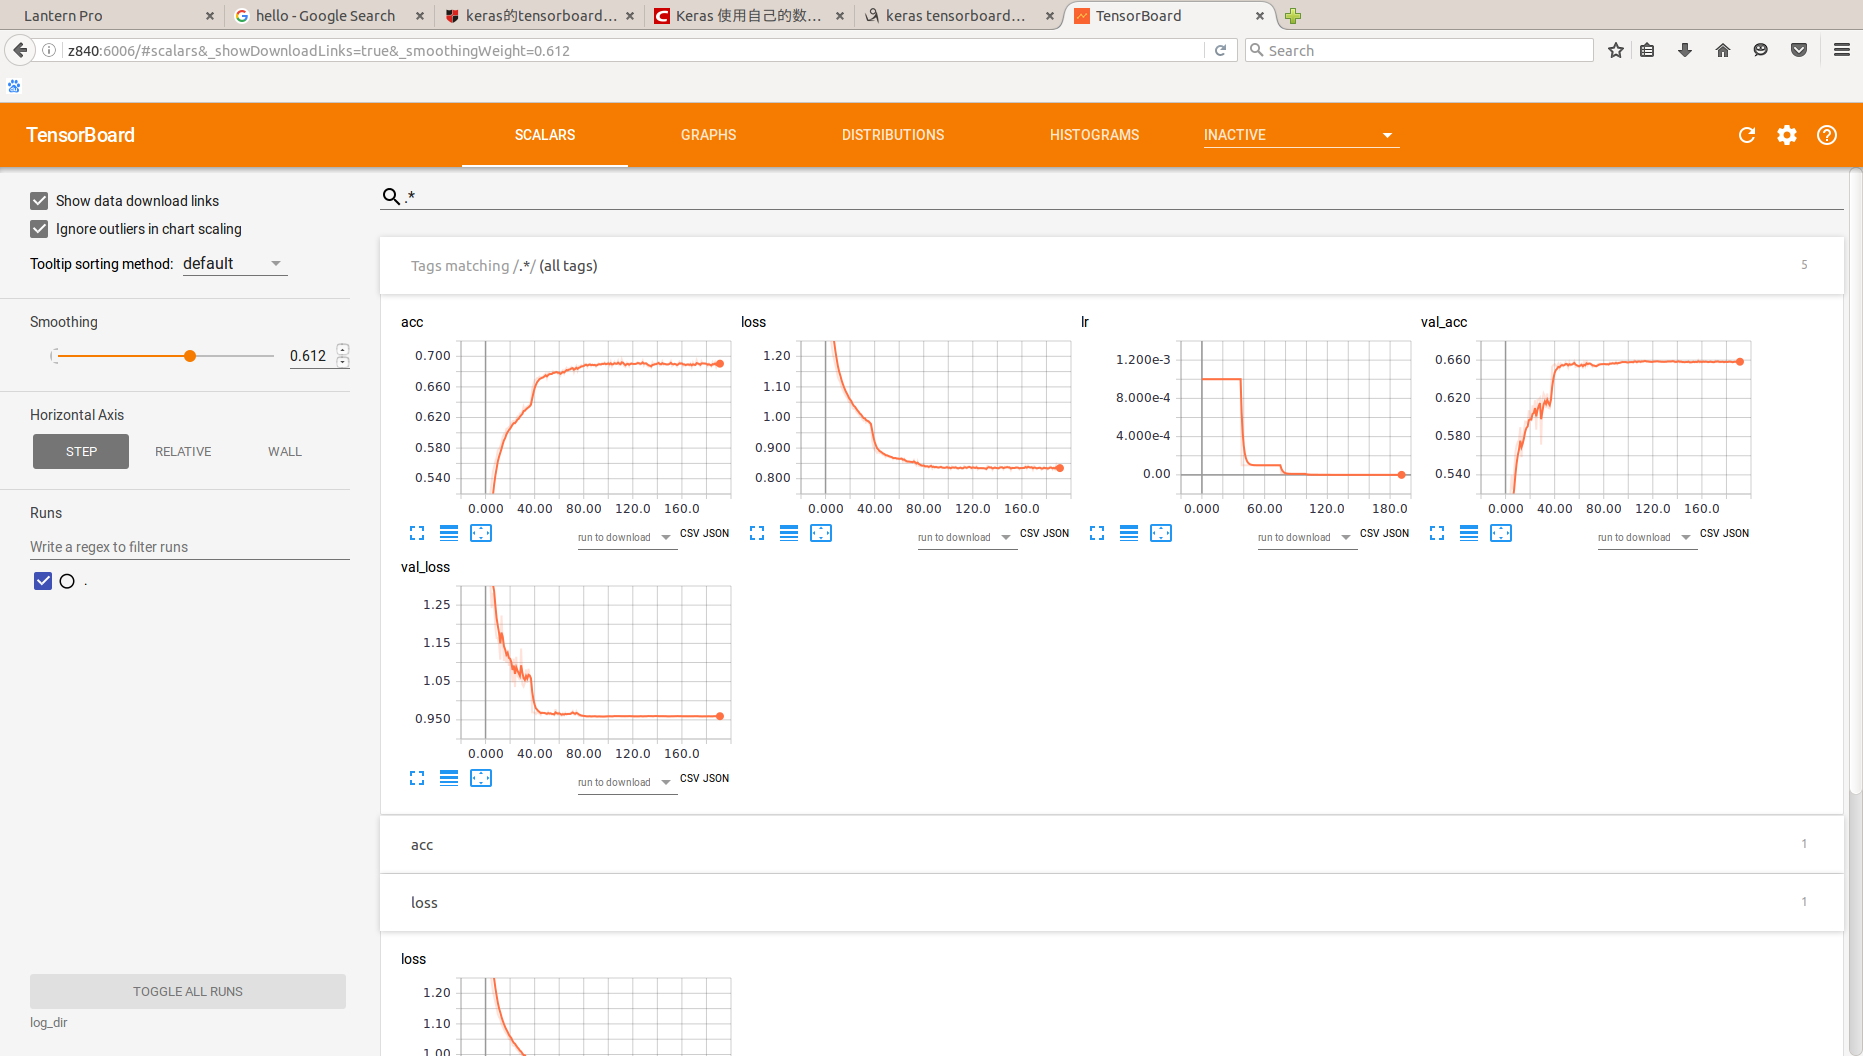 Lantern Pro
hello - Google Search
keras的tensorboard...
Keras 使用自己的数...
keras tensorboard...
TensorBoard
z840:6006/#scalars&_showDownloadLinks=true&_smoothingWeight=0.612
Search
TensorBoard
SCALARS
GRAPHS
DISTRIBUTIONS
HISTOGRAMS
INACTIVE
Show data download links
Ignore outliers in chart scaling
Tooltip sorting method: default
Smoothing
0.612
Horizontal Axis
STEP
RELATIVE
WALL
Runs
Write a regex to filter runs
.
TOGGLE ALL RUNS
log_dir
.*
Tags matching /.*/ (all tags)
5
acc
0.700
0.660
0.620
0.580
0.540
0.000 40.00 80.00 120.0 160.0
run to download
CSV JSON
loss
1.20
1.10
1.00
0.900
0.800
0.000 40.00 80.00 120.0 160.0
run to download
CSV JSON
lr
1.200e-3
8.000e-4
4.000e-4
0.00
0.000 60.00 120.0 180.0
run to download
CSV JSON
val_acc
0.660
0.620
0.580
0.540
0.000 40.00 80.00 120.0 160.0
run to download
CSV JSON
val_loss
1.25
1.15
1.05
0.950
0.000 40.00 80.00 120.0 160.0
run to download
CSV JSON
acc
1
loss
1
loss
1.20
1.10
1.00